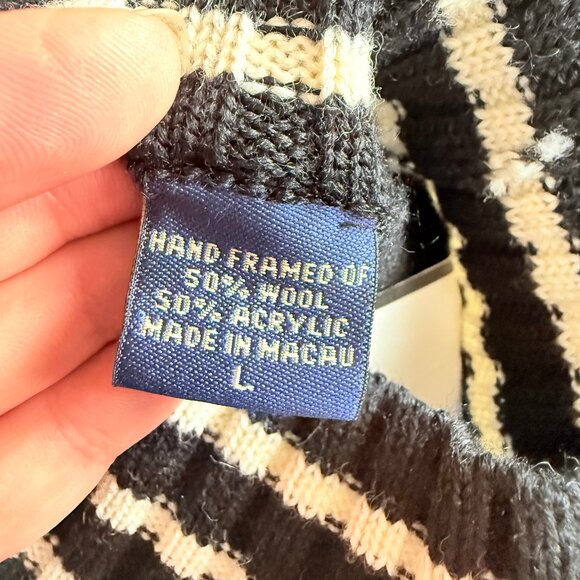 HAND FRAMED OF
50% WOOL
50% ACRYLIC
MADE IN MACAU
L